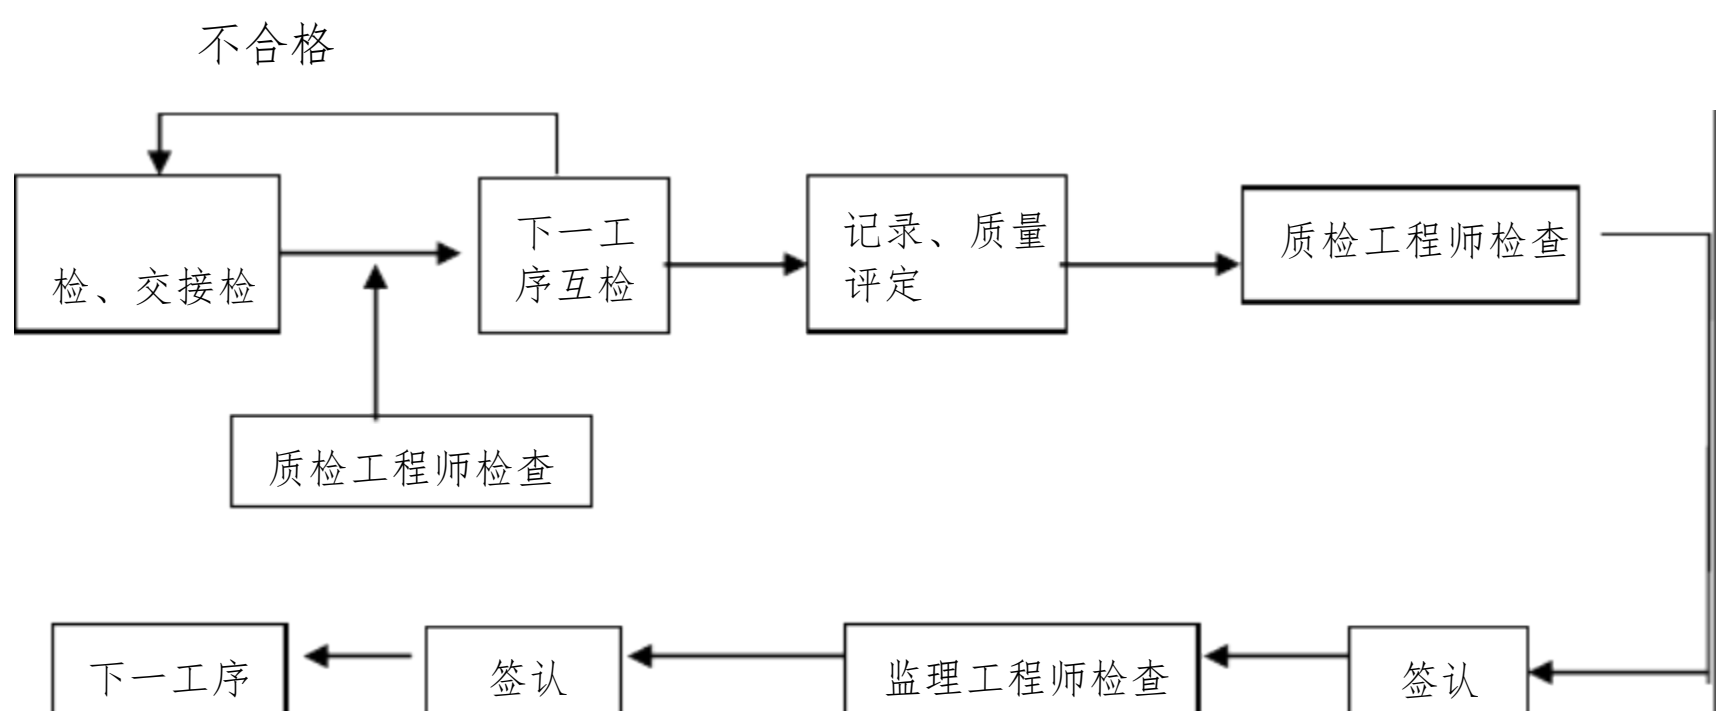 不合格
检、交接检
下一工
序互检
记录、质量
评定
质检工程师检查
质检工程师检查
下一工序
签认
监理工程师检查
签认